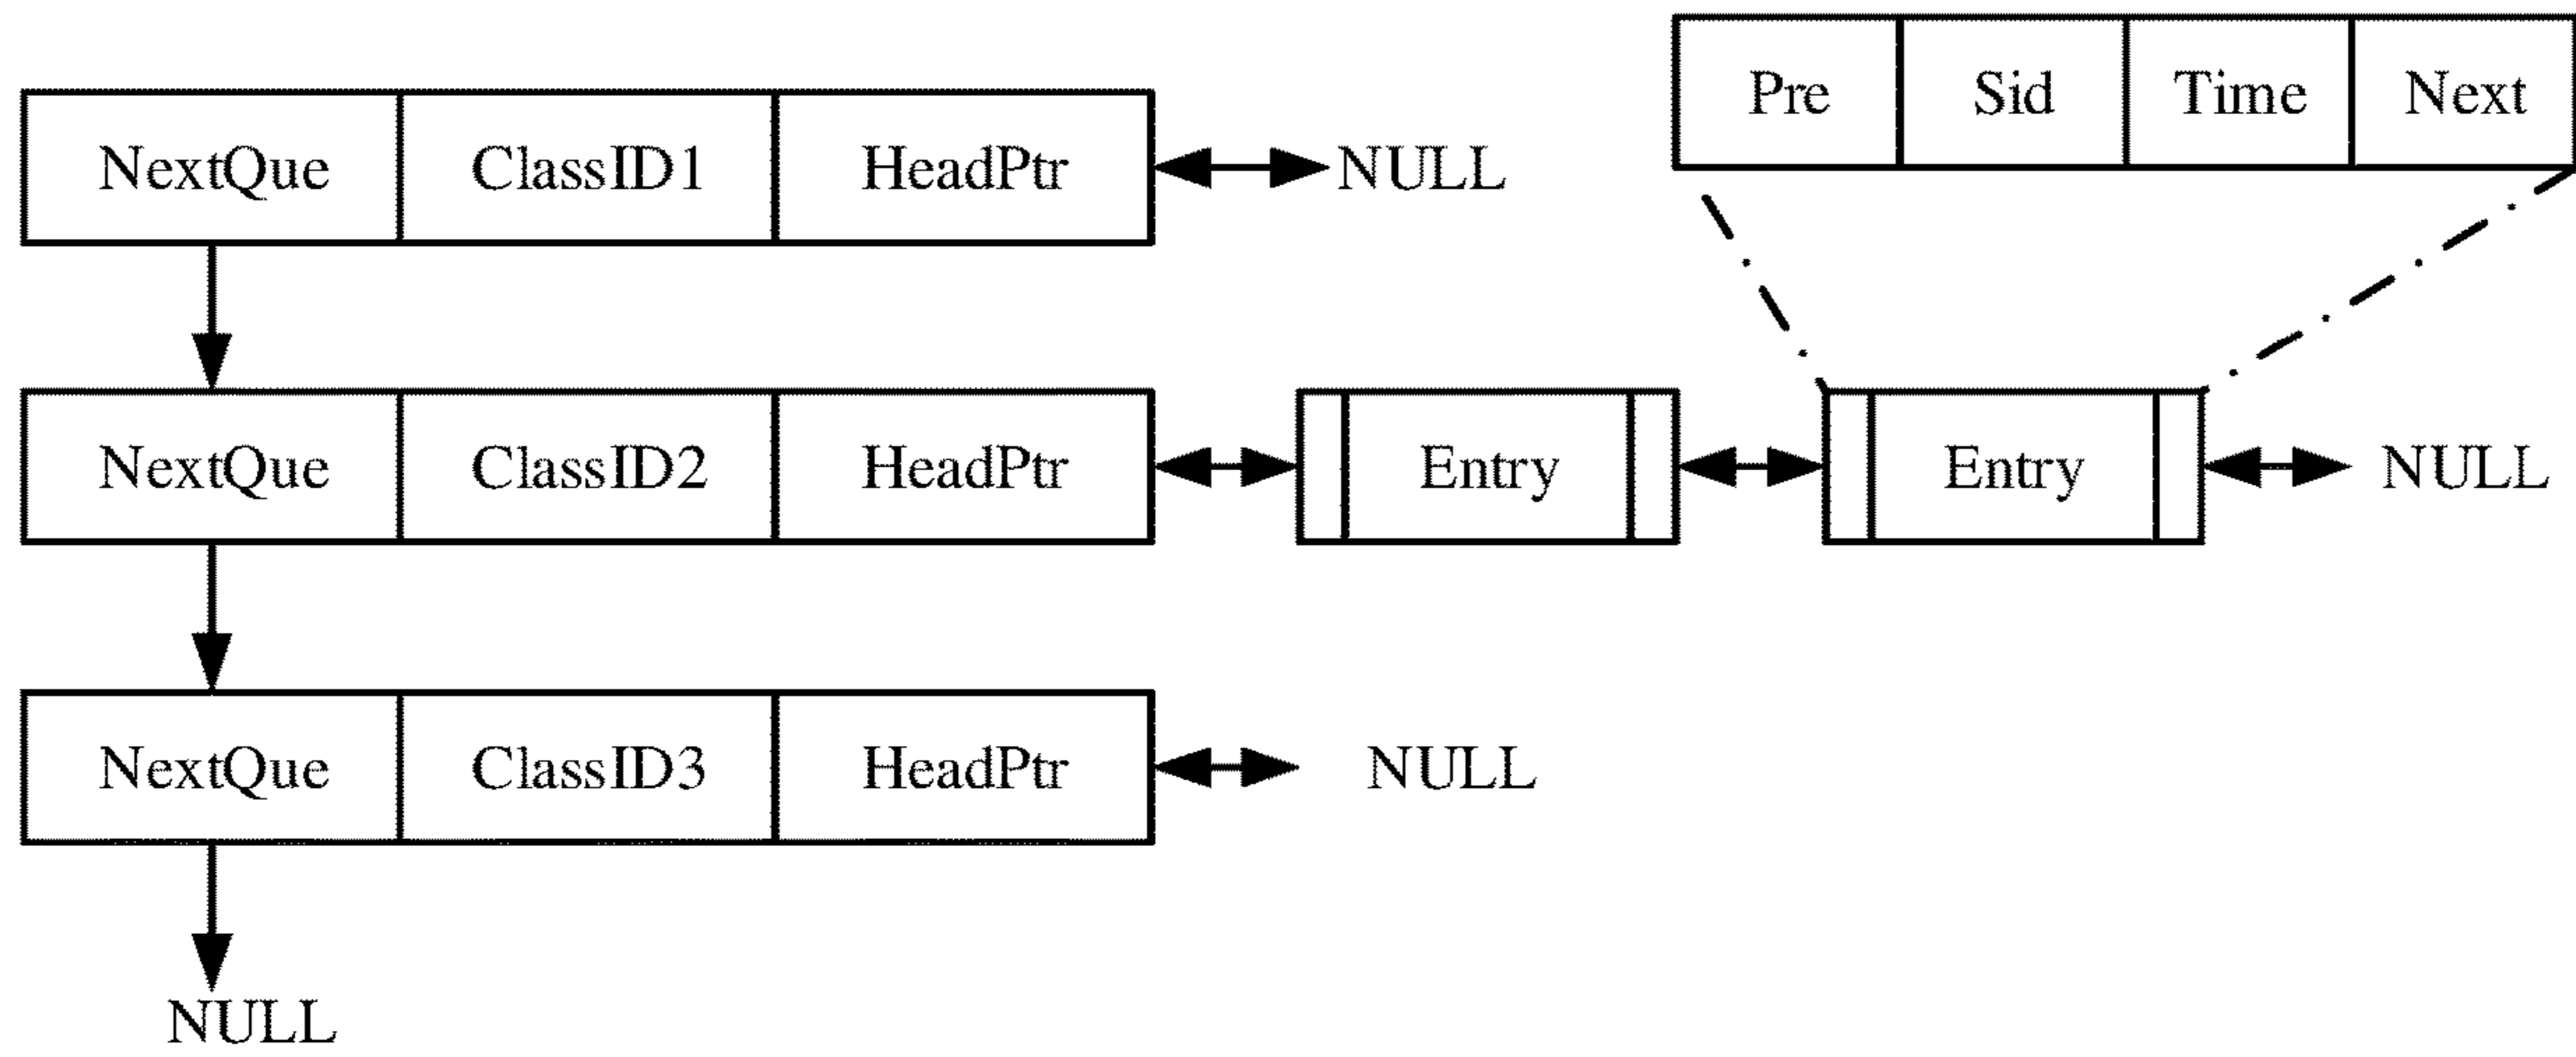 Pre Sid Time Next
NextQue ClassID1 HeadPtr NULL
NextQue ClassID2 HeadPtr Entry Entry NULL
NextQue ClassID3 HeadPtr NULL
NULL